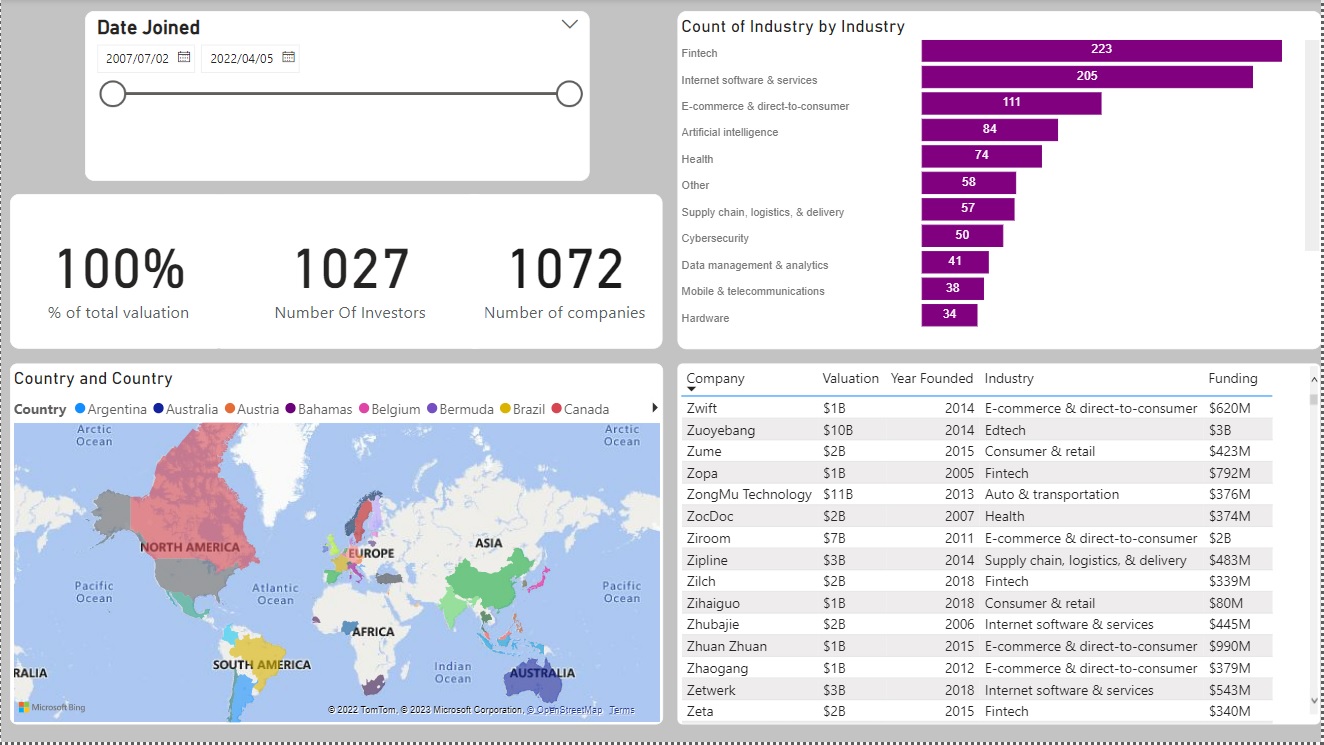 Date Joined
2007/07/02 2022/04/05
100% 1027 1072
% of total valuation Number Of Investors Number of companies
Count of Industry by Industry
Fintech 223
Internet software & services 205
E-commerce & direct-to-consumer 111
Artificial intelligence 84
Health 74
Other 58
Supply chain, logistics, & delivery 57
Cybersecurity 50
Data management & analytics 41
Mobile & telecommunications 38
Hardware 34
Country and Country
Country Argentina Australia Austria Bahamas Belgium Bermuda Brazil Canada
Arctic
Ocean
Arctic
Ocean
NORTH AMERICA
EUROPE
ASIA
Pacific
Ocean
Atlantic
Ocean
Pacific
Ocean
AFRICA
SOUTH AMERICA
Indian
Ocean
RALIA
AUSTRALIA
Microsoft Bing
© 2022 TomTom, © 2023 Microsoft Corporation, © OpenStreetMap Terms
Company Valuation Year Founded Industry Funding
Zwift $1B 2014 E-commerce & direct-to-consumer $620M
Zuoyebang $10B 2014 Edtech $3B
Zume $2B 2015 Consumer & retail $423M
Zopa $1B 2005 Fintech $792M
ZongMu Technology $11B 2013 Auto & transportation $376M
ZocDoc $2B 2007 Health $374M
Ziroom $7B 2011 E-commerce & direct-to-consumer $2B
Zipline $3B 2014 Supply chain, logistics, & delivery $483M
Zilch $2B 2018 Fintech $339M
Zihaiguo $1B 2018 Consumer & retail $80M
Zhubajie $2B 2006 Internet software & services $445M
Zhuan Zhuan $1B 2015 E-commerce & direct-to-consumer $990M
Zhaogang $1B 2012 E-commerce & direct-to-consumer $379M
Zetwerk $3B 2018 Internet software & services $543M
Zeta $2B 2015 Fintech $340M